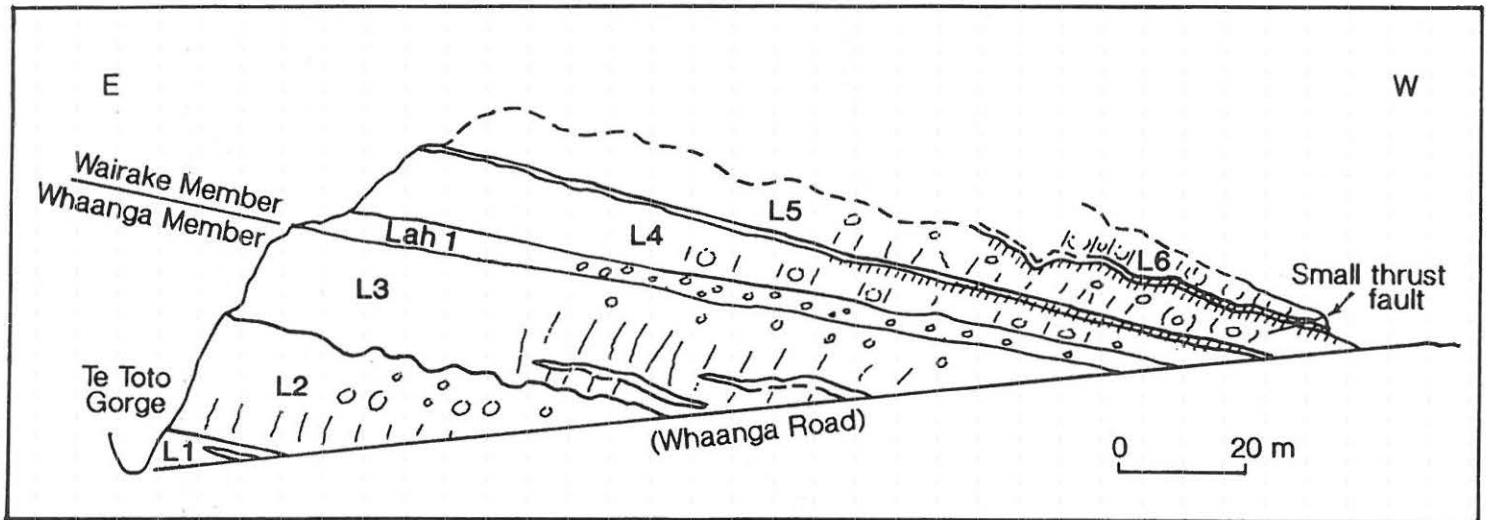 E
W
Wairake Member
Whaanga Member
L5
L4
Lah 1
L6
Small thrust
fault
L3
Te Toto
Gorge
L2
(Whaanga Road)
L1
0 20 m